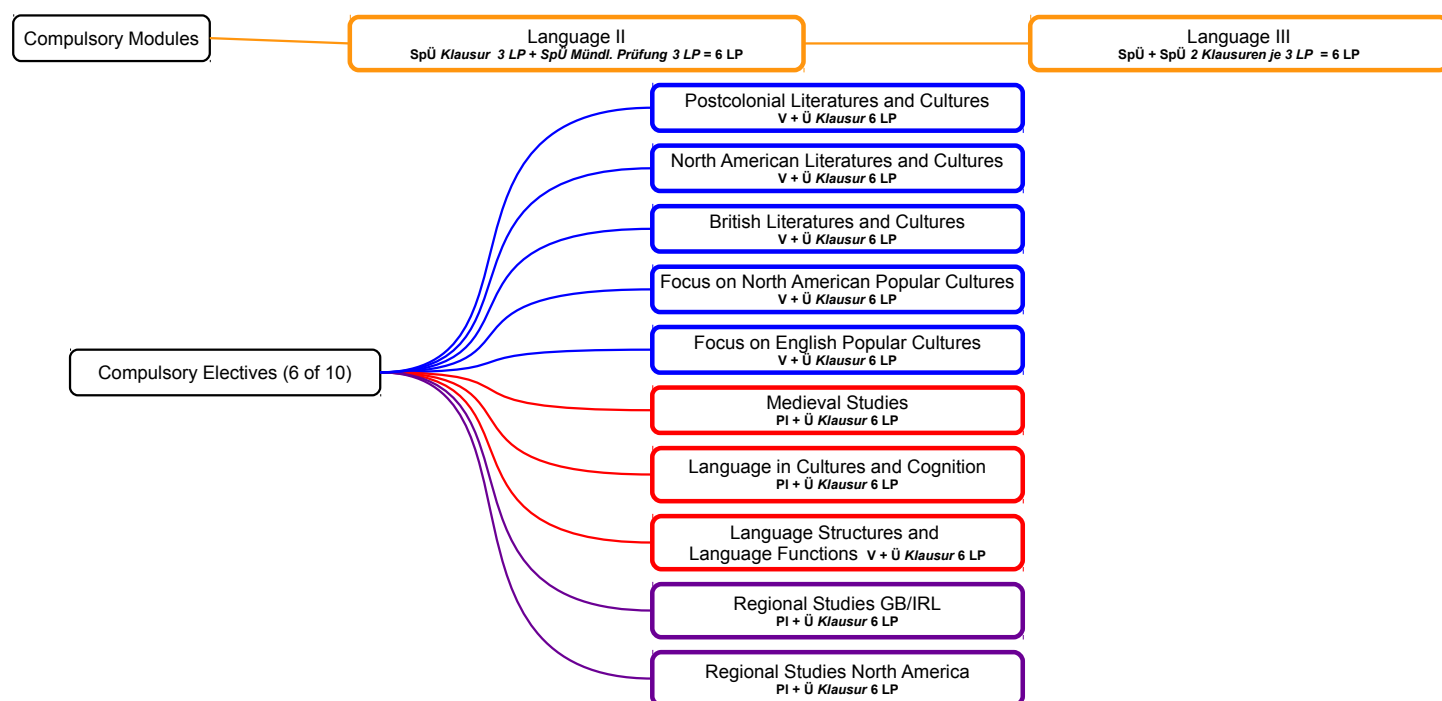 Compulsory Modules
Language II
SpÜ Klausur 3 LP + SpÜ Mündl. Prüfung 3 LP = 6 LP
Language III
SpÜ + SpÜ 2 Klausuren je 3 LP = 6 LP
Compulsory Electives (6 of 10)
Postcolonial Literatures and Cultures
V + Ü Klausur 6 LP
North American Literatures and Cultures
V + Ü Klausur 6 LP
British Literatures and Cultures
V + Ü Klausur 6 LP
Focus on North American Popular Cultures
V + Ü Klausur 6 LP
Focus on English Popular Cultures
V + Ü Klausur 6 LP
Medieval Studies
PI + Ü Klausur 6 LP
Language in Cultures and Cognition
PI + Ü Klausur 6 LP
Language Structures and
Language Functions V + Ü Klausur 6 LP
Regional Studies GB/IRL
PI + Ü Klausur 6 LP
Regional Studies North America
PI + Ü Klausur 6 LP